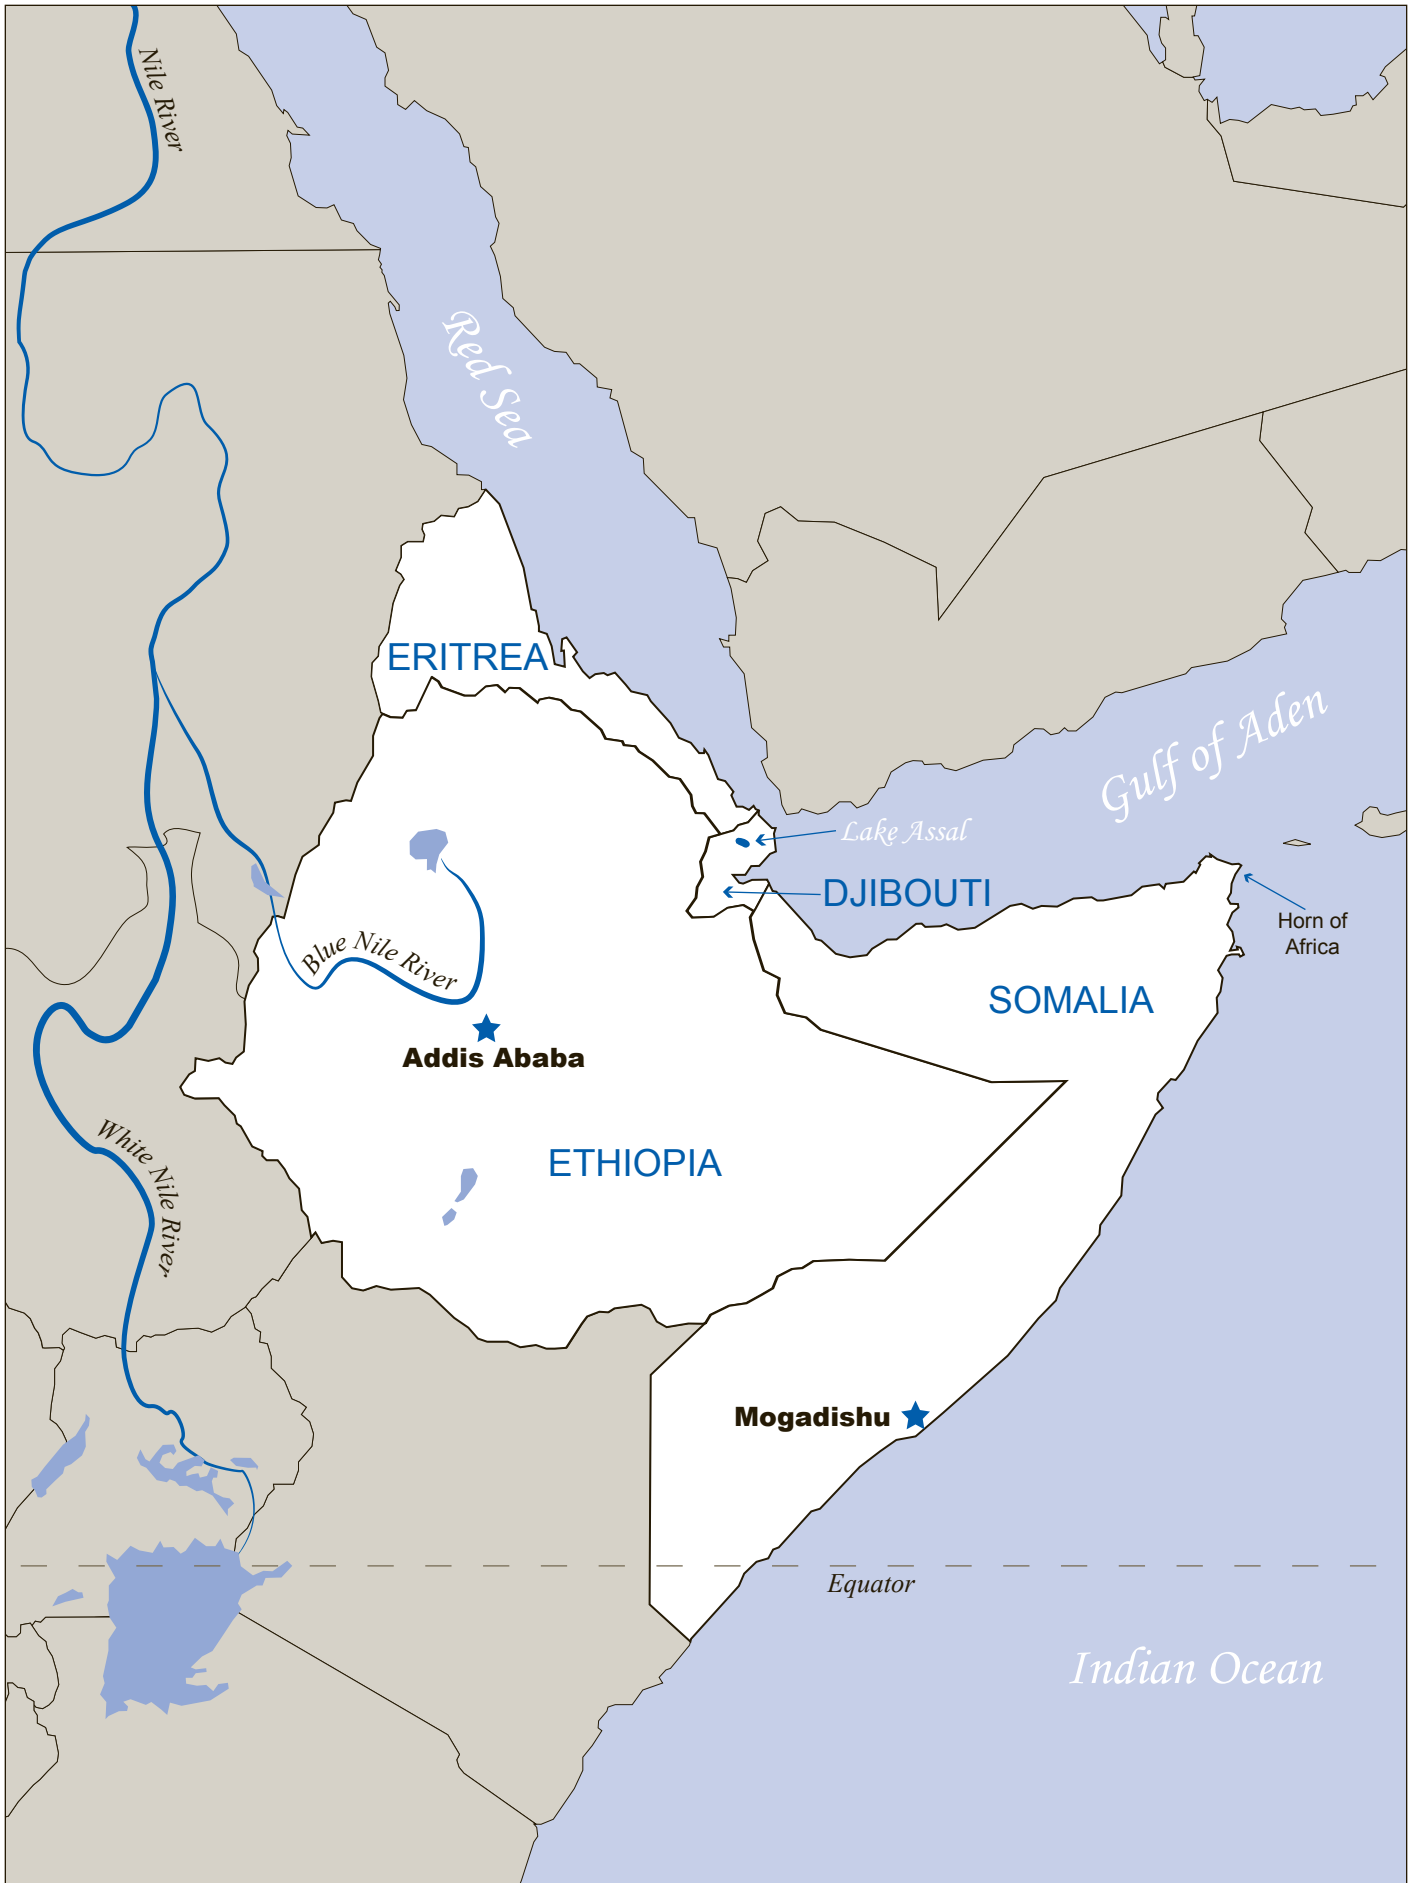 Nile River
Red Sea
ERITREA
Gulf of Aden
Lake Assal
DJIBOUTI
Horn of
Africa
Blue Nile River
SOMALIA
Addis Ababa
White Nile River.
ETHIOPIA
Mogadishu
Equator
Indian Ocean